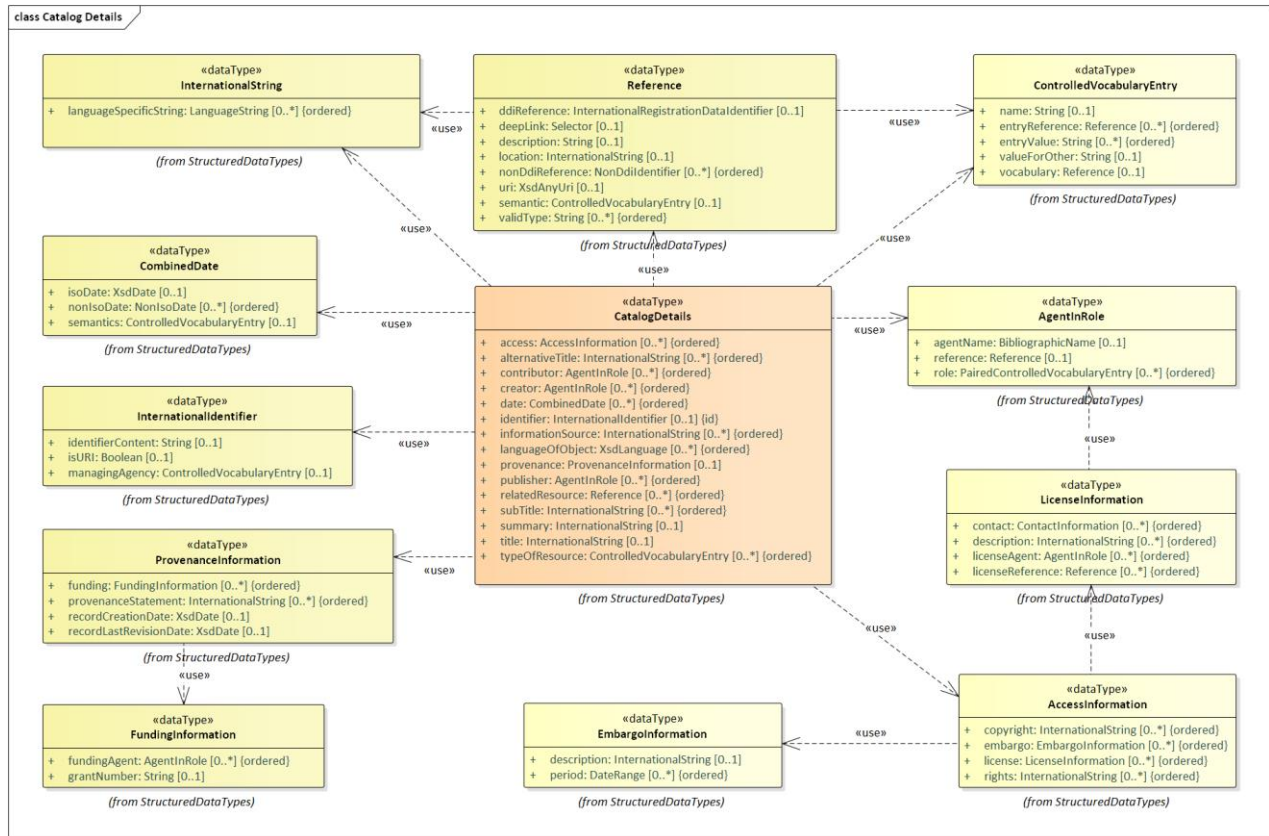 class Catalog Details
«dataType»
InternationalString
+ languageSpecificString: LanguageString [0..*] {ordered}
(from StructuredDataTypes)
«dataType»
Reference
+ ddiReference: InternationalRegistrationDataIdentifier [0..1]
+ deepLink: Selector [0..1]
+ description: String [0..1]
+ location: InternationalString [0..1]
+ nonDdiReference: NonDdiIdentifier [0..*] {ordered}
+ uri: XsdAnyUri [0..1]
+ semantic: ControlledVocabularyEntry [0..1]
+ validType: String [0..*] {ordered}
(from StructuredDataTypes)
«dataType»
ControlledVocabularyEntry
+ name: String [0..1]
+ entryReference: Reference [0..*] {ordered}
+ entryValue: String [0..*] {ordered}
+ valueForOther: String [0..1]
+ vocabulary: Reference [0..1]
(from StructuredDataTypes)
«use»
«use»
«use»
«use»
«use»
«dataType»
CombinedDate
+ isoDate: XsdDate [0..1]
+ nonIsoDate: NonIsoDate [0..*] {ordered}
+ semantics: ControlledVocabularyEntry [0..1]
(from StructuredDataTypes)
«use»
«dataType»
CatalogDetails
+ access: AccessInformation [0..*] {ordered}
+ alternativeTitle: InternationalString [0..*] {ordered}
+ contributor: AgentInRole [0..*] {ordered}
+ creator: AgentInRole [0..*] {ordered}
+ date: CombinedDate [0..*] {ordered}
+ identifier: InternationalIdentifier [0..1] {id}
+ informationSource: InternationalString [0..*] {ordered}
+ languageOfObject: XsdLanguage [0..*] {ordered}
+ provenance: ProvenanceInformation [0..1]
+ publisher: AgentInRole [0..*] {ordered}
+ relatedResource: Reference [0..*] {ordered}
+ subTitle: InternationalString [0..*] {ordered}
+ summary: InternationalString [0..1]
+ title: InternationalString [0..1]
+ typeOfResource: ControlledVocabularyEntry [0..*] {ordered}
(from StructuredDataTypes)
«use»
«dataType»
AgentInRole
+ agentName: BibliographicName [0..1]
+ reference: Reference [0..1]
+ role: PairedControlledVocabularyEntry [0..*] {ordered}
(from StructuredDataTypes)
«dataType»
InternationalIdentifier
+ identifierContent: String [0..1]
+ isURI: Boolean [0..1]
+ managingAgency: ControlledVocabularyEntry [0..1]
(from StructuredDataTypes)
«use»
«use»
«dataType»
LicenseInformation
+ contact: ContactInformation [0..*] {ordered}
+ description: InternationalString [0..*] {ordered}
+ licenseAgent: AgentInRole [0..*] {ordered}
+ licenseReference: Reference [0..*] {ordered}
(from StructuredDataTypes)
«dataType»
ProvenanceInformation
+ funding: FundingInformation [0..*] {ordered}
+ provenanceStatement: InternationalString [0..*] {ordered}
+ recordCreationDate: XsdDate [0..1]
+ recordLastRevisionDate: XsdDate [0..1]
(from StructuredDataTypes)
«use»
«use»
«use»
«use»
«dataType»
FundingInformation
+ fundingAgent: AgentInRole [0..*] {ordered}
+ grantNumber: String [0..1]
(from StructuredDataTypes)
«dataType»
EmbargoInformation
+ description: InternationalString [0..1]
+ period: DateRange [0..*] {ordered}
(from StructuredDataTypes)
«use»
«dataType»
AccessInformation
+ copyright: InternationalString [0..*] {ordered}
+ embargo: EmbargoInformation [0..*] {ordered}
+ license: LicenseInformation [0..*] {ordered}
+ rights: InternationalString [0..*] {ordered}
(from StructuredDataTypes)